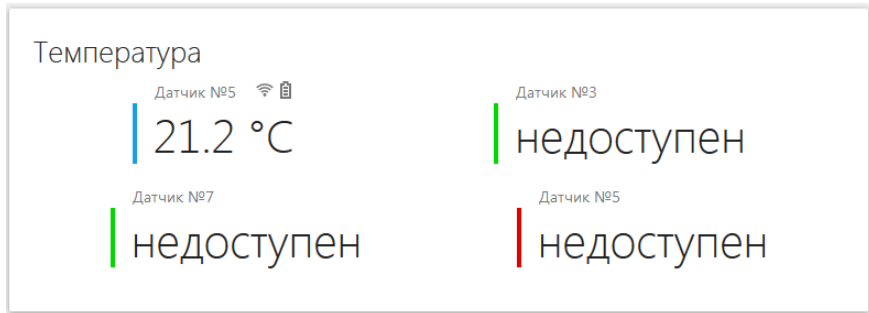 Температура
Датчик №5
21.2 °C
Датчик №3
недоступен
Датчик №7
недоступен
Датчик №5
недоступен